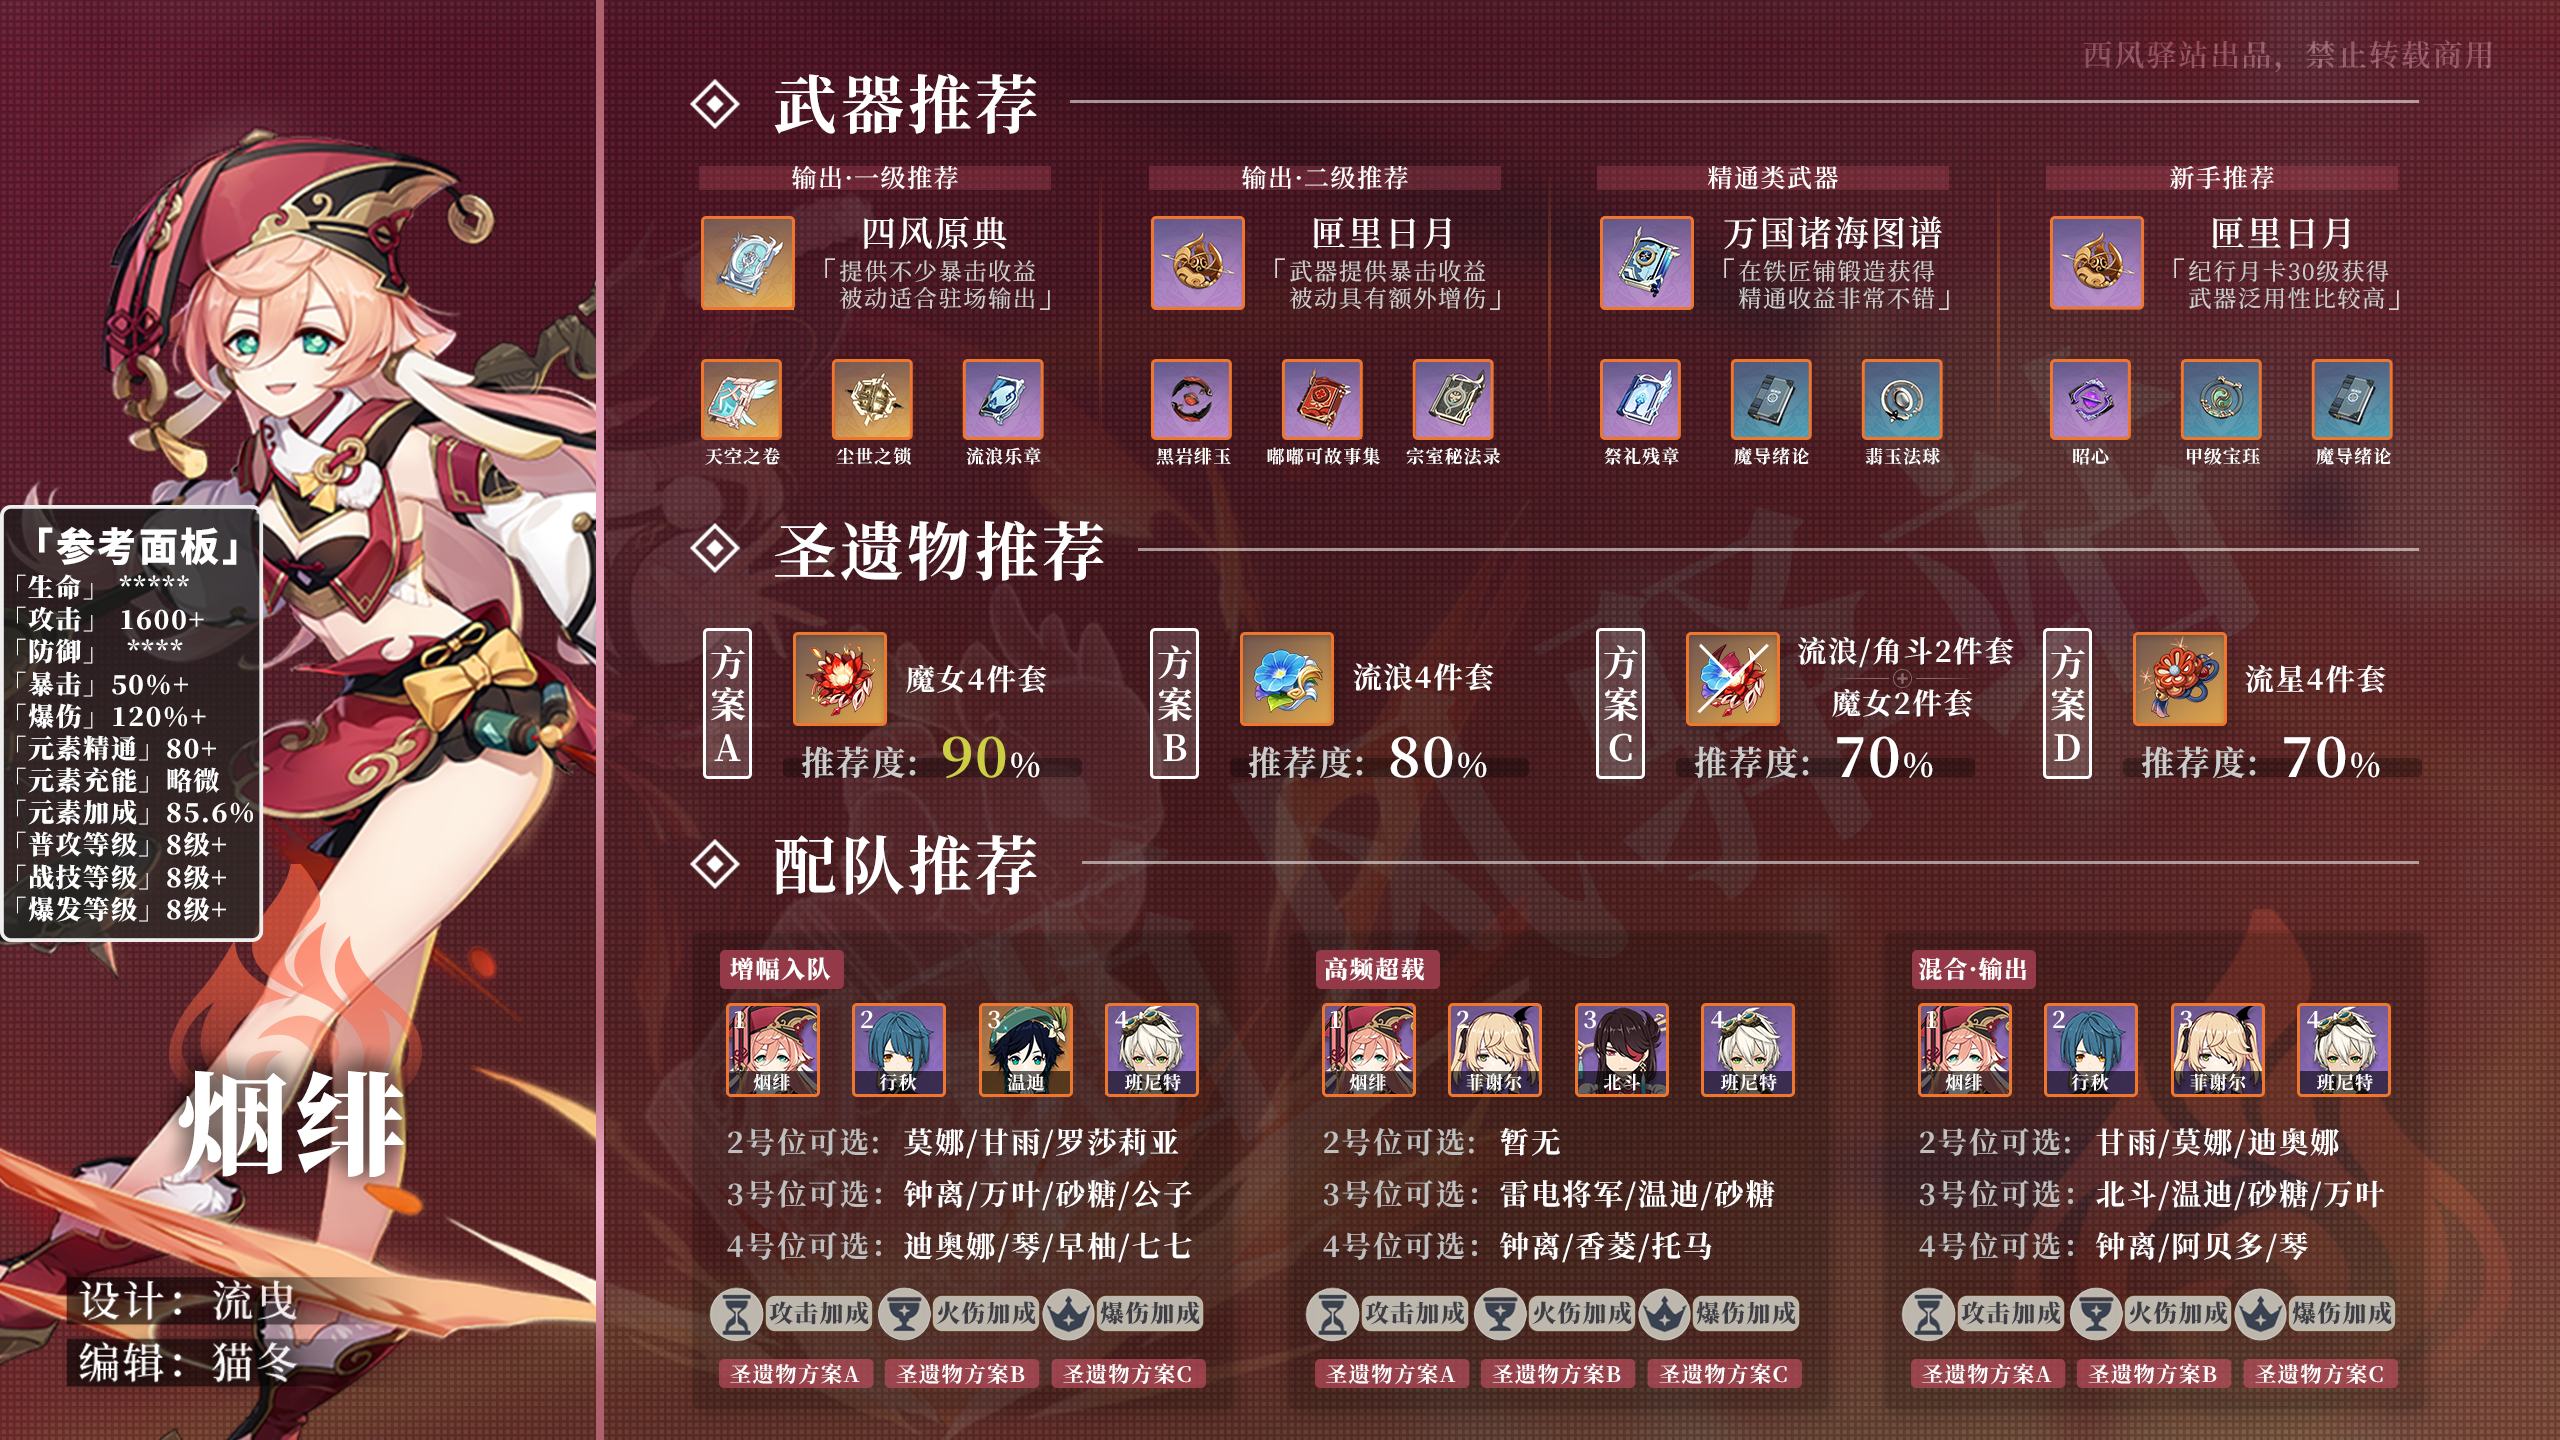 西风驿站出品，禁止转载商用
武器推荐
输出·一级推荐
四风原典
「提供不少暴击收益
被动适合驻场输出」
天空之卷
尘世之锁
流浪乐章
输出·二级推荐
匣里日月
「武器提供暴击收益
被动具有额外增伤」
黑岩绯玉
嘟嘟可故事集
宗室秘法录
精通类武器
万国诸海图谱
「在铁匠铺锻造获得
精通收益非常不错」
祭礼残章
魔导绪论
翡玉法球
新手推荐
匣里日月
「纪行月卡30级获得
武器泛用性比较高」
昭心
甲级宝珏
魔导绪论
「参考面板」
「生命」 *****
「攻击」 1600+
「防御」 ****
「暴击」50%+
「爆伤」120%+
「元素精通」80+
「元素充能」略微
「元素加成」85.6%
「普攻等级」8级+
「战技等级」8级+
「爆发等级」8级+
烟绯
设计：流曳
编辑：猫冬
圣遗物推荐
方案A
魔女4件套
推荐度：90%
方案B
流浪4件套
推荐度：80%
方案C
流浪/角斗2件套
魔女2件套
推荐度：70%
方案D
流星4件套
推荐度：70%
配队推荐
增幅入队
1 烟绯
2 行秋
3 温迪
4 班尼特
2号位可选：莫娜/甘雨/罗莎莉亚
3号位可选：钟离/万叶/砂糖/公子
4号位可选：迪奥娜/琴/早柚/七七
攻击加成
火伤加成
爆伤加成
圣遗物方案A
圣遗物方案B
圣遗物方案C
高频超载
1 烟绯
2 菲谢尔
3 北斗
4 班尼特
2号位可选：暂无
3号位可选：雷电将军/温迪/砂糖
4号位可选：钟离/香菱/托马
攻击加成
火伤加成
爆伤加成
圣遗物方案A
圣遗物方案B
圣遗物方案C
混合·输出
1 烟绯
2 行秋
3 菲谢尔
4 班尼特
2号位可选：甘雨/莫娜/迪奥娜
3号位可选：北斗/温迪/砂糖/万叶
4号位可选：钟离/阿贝多/琴
攻击加成
火伤加成
爆伤加成
圣遗物方案A
圣遗物方案B
圣遗物方案C
西风驿站